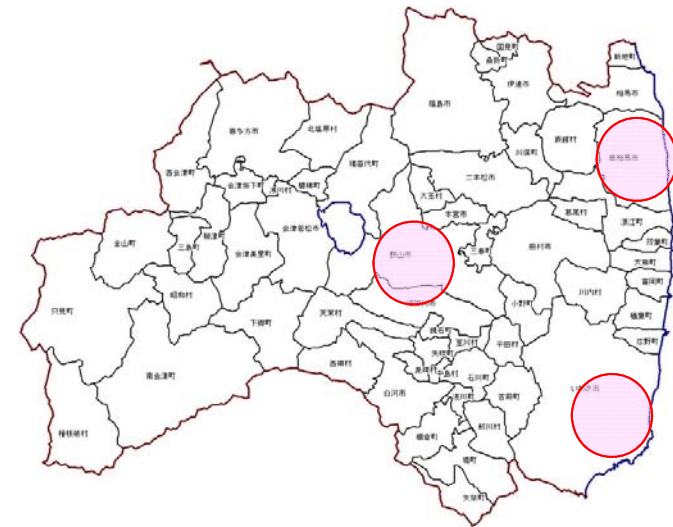 国見町
桑折町
新地町
伊達市
相馬市
福島市
喜多方市
北塩原村
飯舘村
川俣町
南相馬市
猪苗代町
西会津町
二本松市
会津坂下町
湯川村
磐梯町
大玉村
本宮市
葛尾村
浪江町
会津若松市
双葉町
金山町
三島町
柳津町
会津美里町
郡山市
三春町
田村市
大熊町
富岡町
昭和村
川内村
只見町
小野町
楢葉町
下郷町
天栄村
須賀川市
鏡石町
玉川村
平田村
広野町
矢吹町
西郷村
泉崎村
中島村
石川町
南会津町
いわき市
白河市
浅川町
古殿町
檜枝岐村
鮫川村
棚倉町
塙町
矢祭町